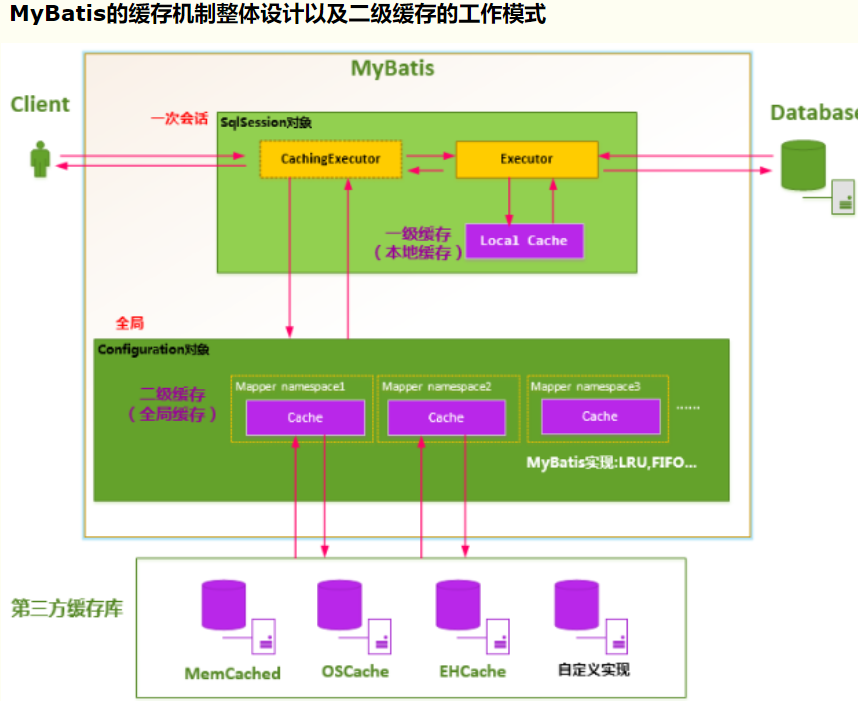 MyBatis的缓存机制整体设计以及二级缓存的工作模式
MyBatis
Client
一次会话
SqlSession对象
Database
CachingExecutor
Executor
一级缓存
（本地缓存）
Local Cache
全局
Configuration对象
二级缓存
（全局缓存）
Mapper namespace1
Mapper namespace2
Mapper namespace3
Cache
Cache
Cache
......
MyBatis实现:LRU,FIFO...
第三方缓存库
MemCached
OSCache
EHCache
自定义实现